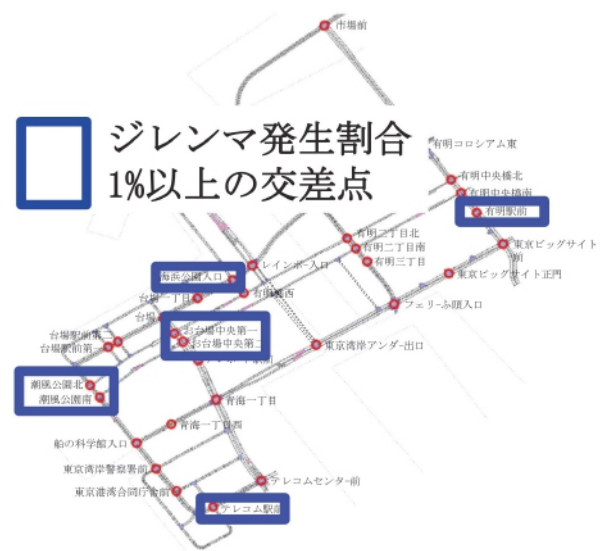 市場前
ジレンマ発生割合
1%以上の交差点
有明コロシアム東
有明中央橋北
有明中央橋南
有明駅前
有明二丁目北
有明二丁目南
東京ビッグサイト前
有明三丁目
レインボー入口
海浜公園入口
東京ビッグサイト正門
台場一丁目
フェリーふ頭入口
台場
お台場中央第一
お台場中央第二
台場駅前第二
台場駅前第一
東京湾岸アンダー出口
潮風公園北
潮風公園南
青海一丁目
青海一丁目西
船の科学館入口
東京湾岸警察署前
テレコムセンター前
東京港湾合同庁舎前
テレコム駅前